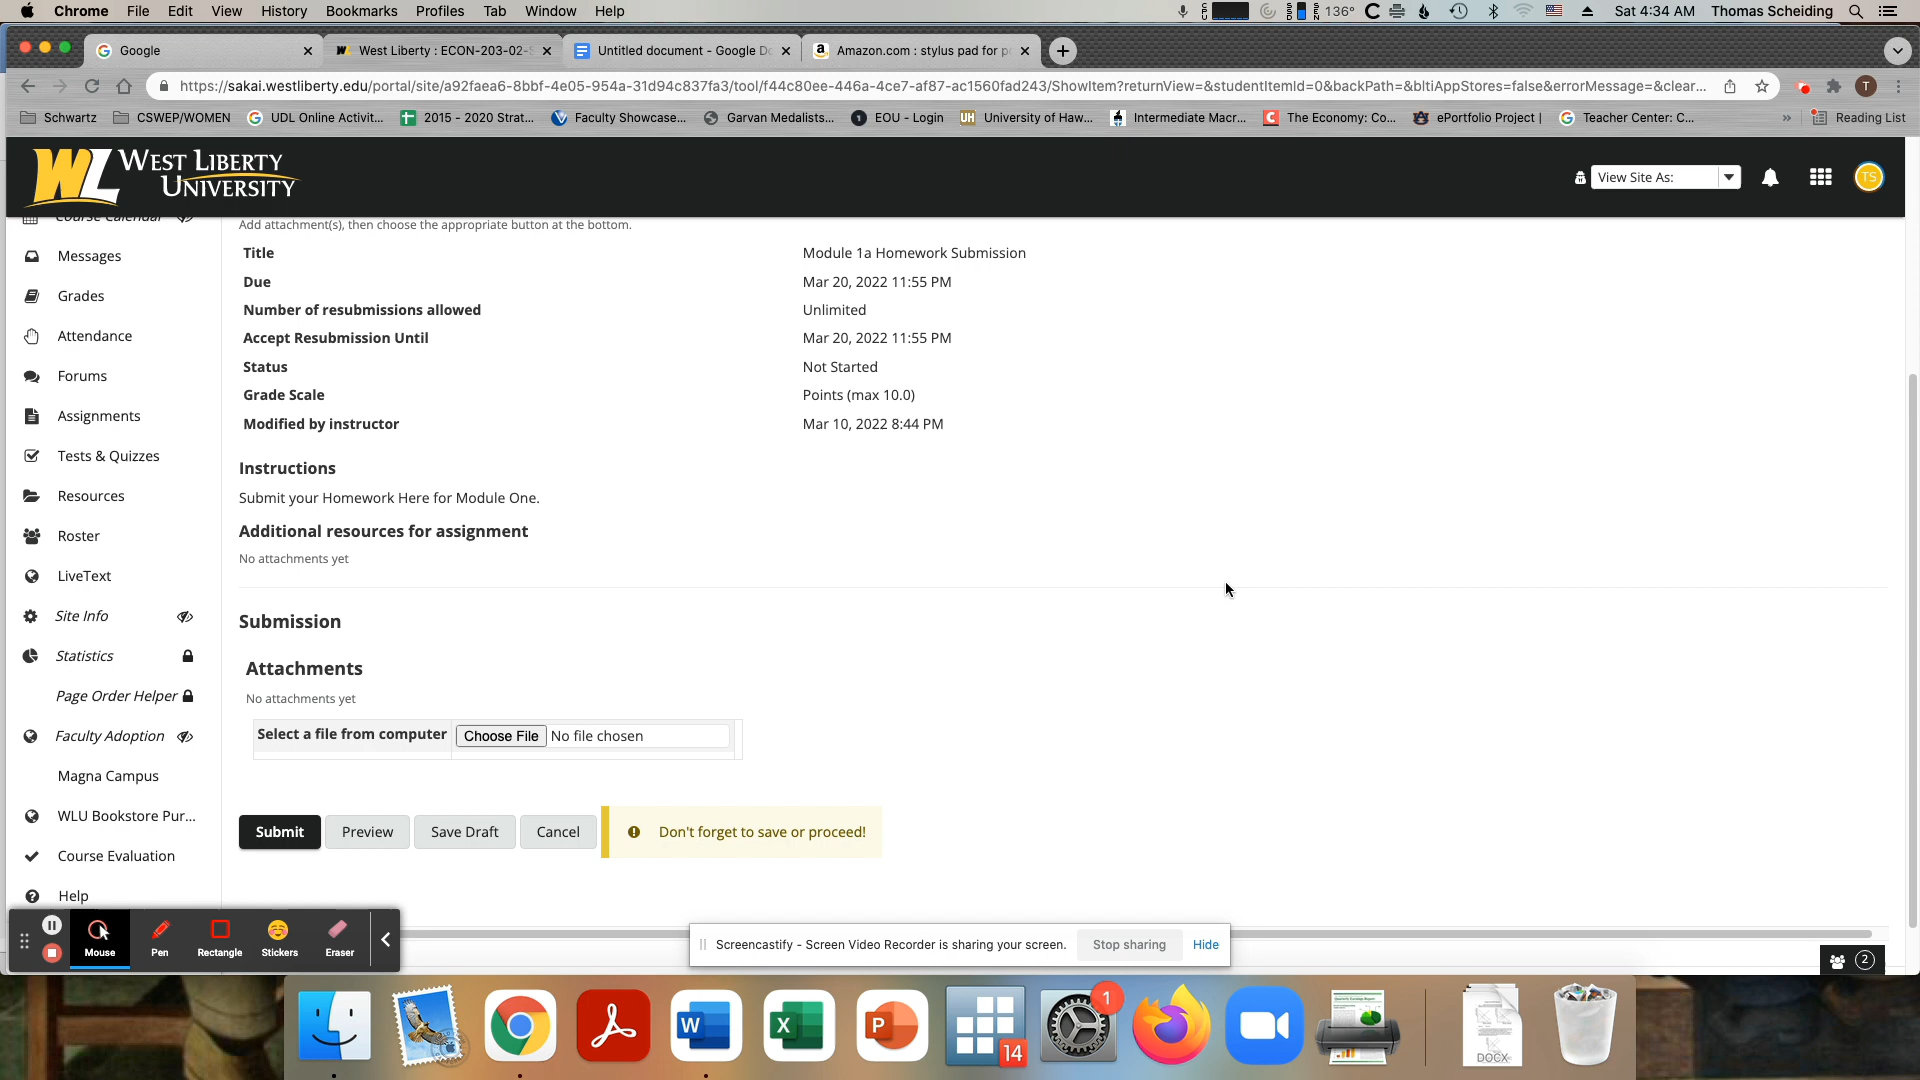 Chrome File Edit View History Bookmarks Profiles Tab Window Help 136° Sat 4:34 AM Thomas Scheiding
Google West Liberty : ECON-203-02- Untitled document - Google D Amazon.com : stylus pad for
https://sakai.westliberty.edu/portal/site/a92faea6-8bbf-4e05-954a-31d94c837fa3/tool/f44c80ee-446a-4ce7-af87-ac1560fad243/ShowItem?returnView=&studentItemId=0&backPath=&bltiAppStores=false&errorMessage=&clear... T
Schwartz CSWEP/WOMEN UDL Online Activit... 2015 - 2020 Strat... Faculty Showcase... Garvan Medalists... EOU - Login University of Haw... Intermediate Macr... The Economy: Co... ePortfolio Project | Teacher Center: C... » Reading List
WL WEST LIBERTY
UNIVERSITY
View Site As: TS
Course Calendar
Messages
Grades
Attendance
Forums
Assignments
Tests & Quizzes
Resources
Roster
LiveText
Site Info
Statistics
Page Order Helper
Faculty Adoption
Magna Campus
WLU Bookstore Pur...
Course Evaluation
Help
Add attachment(s), then choose the appropriate button at the bottom.
Title Module 1a Homework Submission
Due Mar 20, 2022 11:55 PM
Number of resubmissions allowed Unlimited
Accept Resubmission Until Mar 20, 2022 11:55 PM
Status Not Started
Grade Scale Points (max 10.0)
Modified by instructor Mar 10, 2022 8:44 PM
Instructions
Submit your Homework Here for Module One.
Additional resources for assignment
No attachments yet
Submission
Attachments
No attachments yet
Select a file from computer Choose File No file chosen
Submit Preview Save Draft Cancel Don't forget to save or proceed!
Mouse Pen Rectangle Stickers Eraser
Screencastify - Screen Video Recorder is sharing your screen. Stop sharing Hide
2
W X P 14 1 DOCX